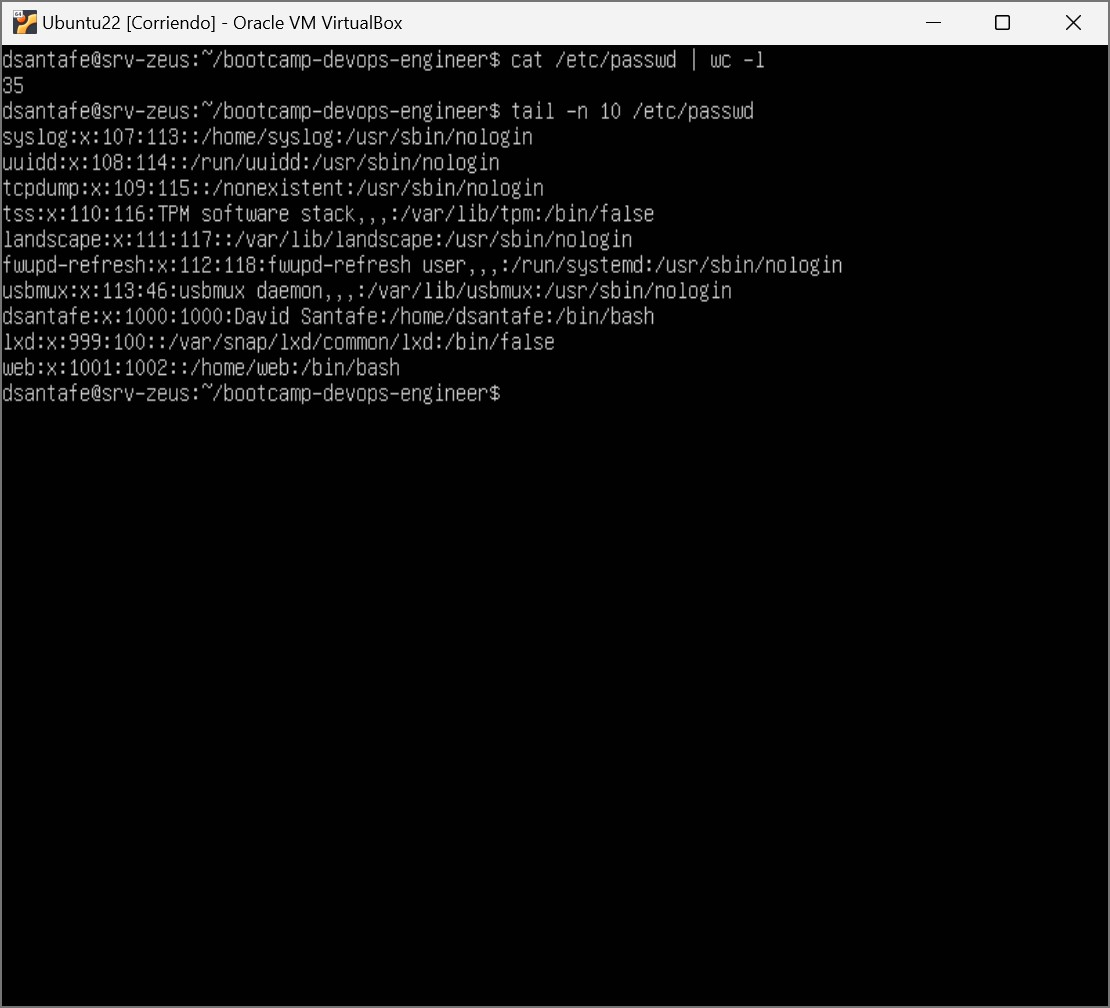 Ubuntu22 [Corriendo] - Oracle VM VirtualBox
dsantafe@srv-zeus:~/bootcamp-devops-engineer$ cat /etc/passwd | wc -l
35
dsantafe@srv-zeus:~/bootcamp-devops-engineer$ tail -n 10 /etc/passwd
syslog:x:107:113::/home/syslog:/usr/sbin/nologin
uuidd:x:108:114::/run/uuidd:/usr/sbin/nologin
tcpdump:x:109:115::/nonexistent:/usr/sbin/nologin
tss:x:110:116:TPM software stack,,,:/var/lib/tpm:/bin/false
landscape:x:111:117::/var/lib/landscape:/usr/sbin/nologin
fwupd-refresh:x:112:118:fwupd-refresh user,,,:/run/systemd:/usr/sbin/nologin
usbmux:x:113:46:usbmux daemon,,,:/var/lib/usbmux:/usr/sbin/nologin
dsantafe:x:1000:1000:David Santafe:/home/dsantafe:/bin/bash
lxd:x:999:100::/var/snap/lxd/common/lxd:/bin/false
web:x:1001:1002::/home/web:/bin/bash
dsantafe@srv-zeus:~/bootcamp-devops-engineer$